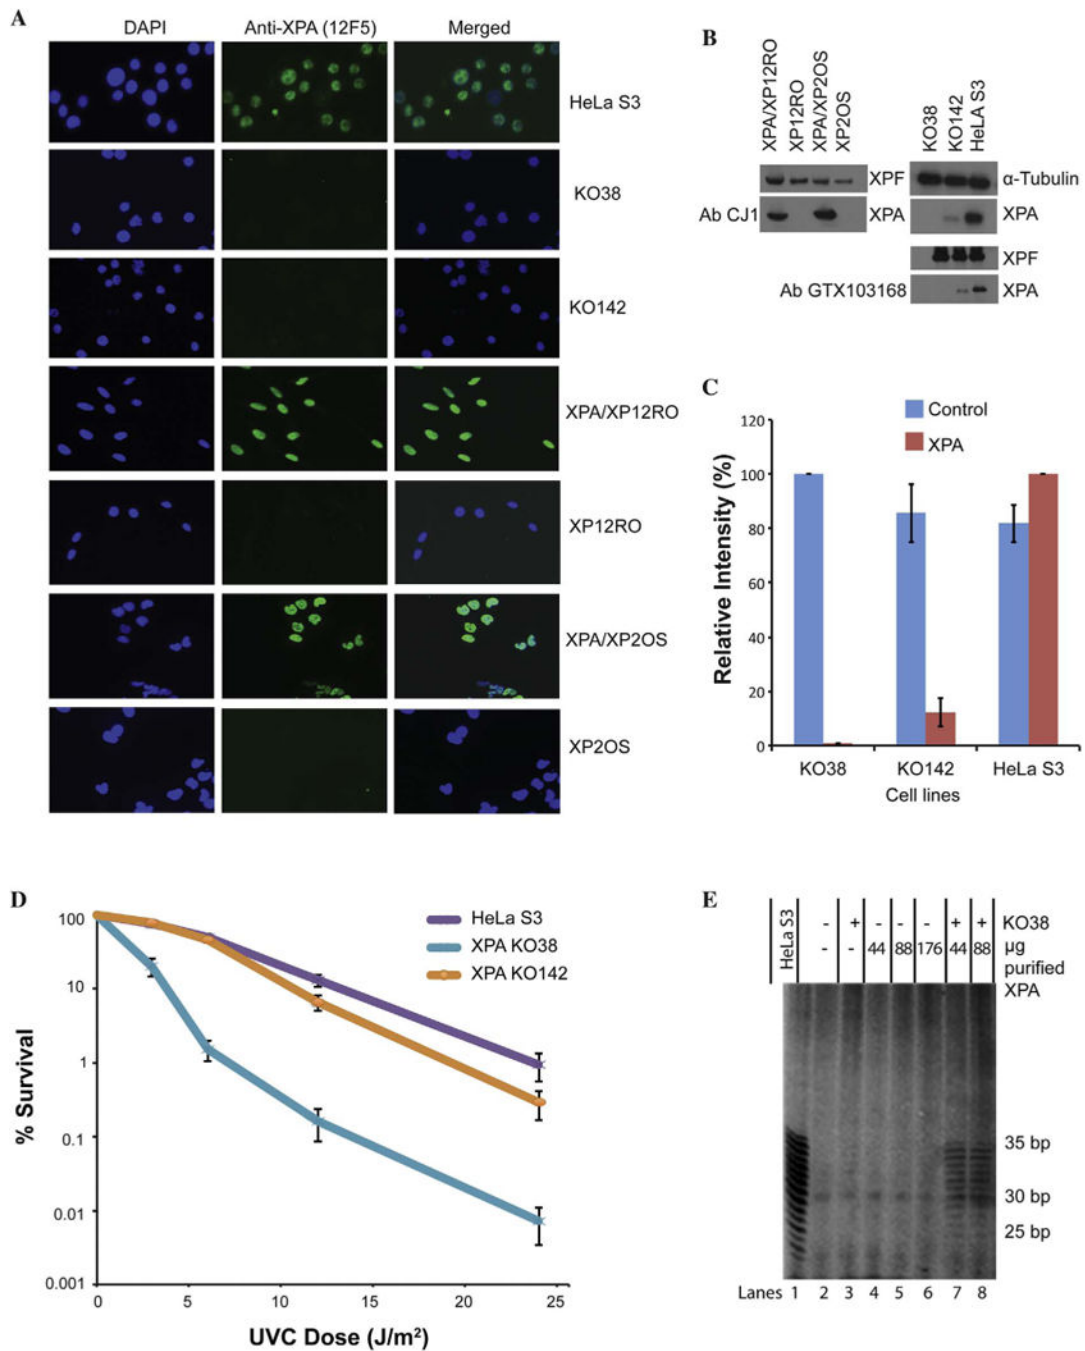 A
DAPI
Anti-XPA (12F5)
Merged
HeLa S3
KO38
KO142
XPA/XP12RO
XP12RO
XPA/XP2OS
XP2OS
B
XPA/XP12RO
XP12RO
XPA/XP2OS
XP2OS
KO38
KO142
HeLA S3
XPF
α-Tubulin
Ab CJ1
XPA
XPA
XPF
Ab GTX103168
XPA
C
Control
XPA
Relative Intensity (%)
120
100
80
60
40
20
0
KO38
KO142
HeLa S3
Cell lines
D
HeLa S3
XPA KO38
XPA KO142
% Survival
100
10
1
0.1
0.01
0.001
0
5
10
15
20
25
UVC Dose (J/m²)
E
HeLa S3
- + - - - + + KO38
- - 44 88 176 44 88 µg
purified
XPA
35 bp
30 bp
25 bp
Lanes 1 2 3 4 5 6 7 8